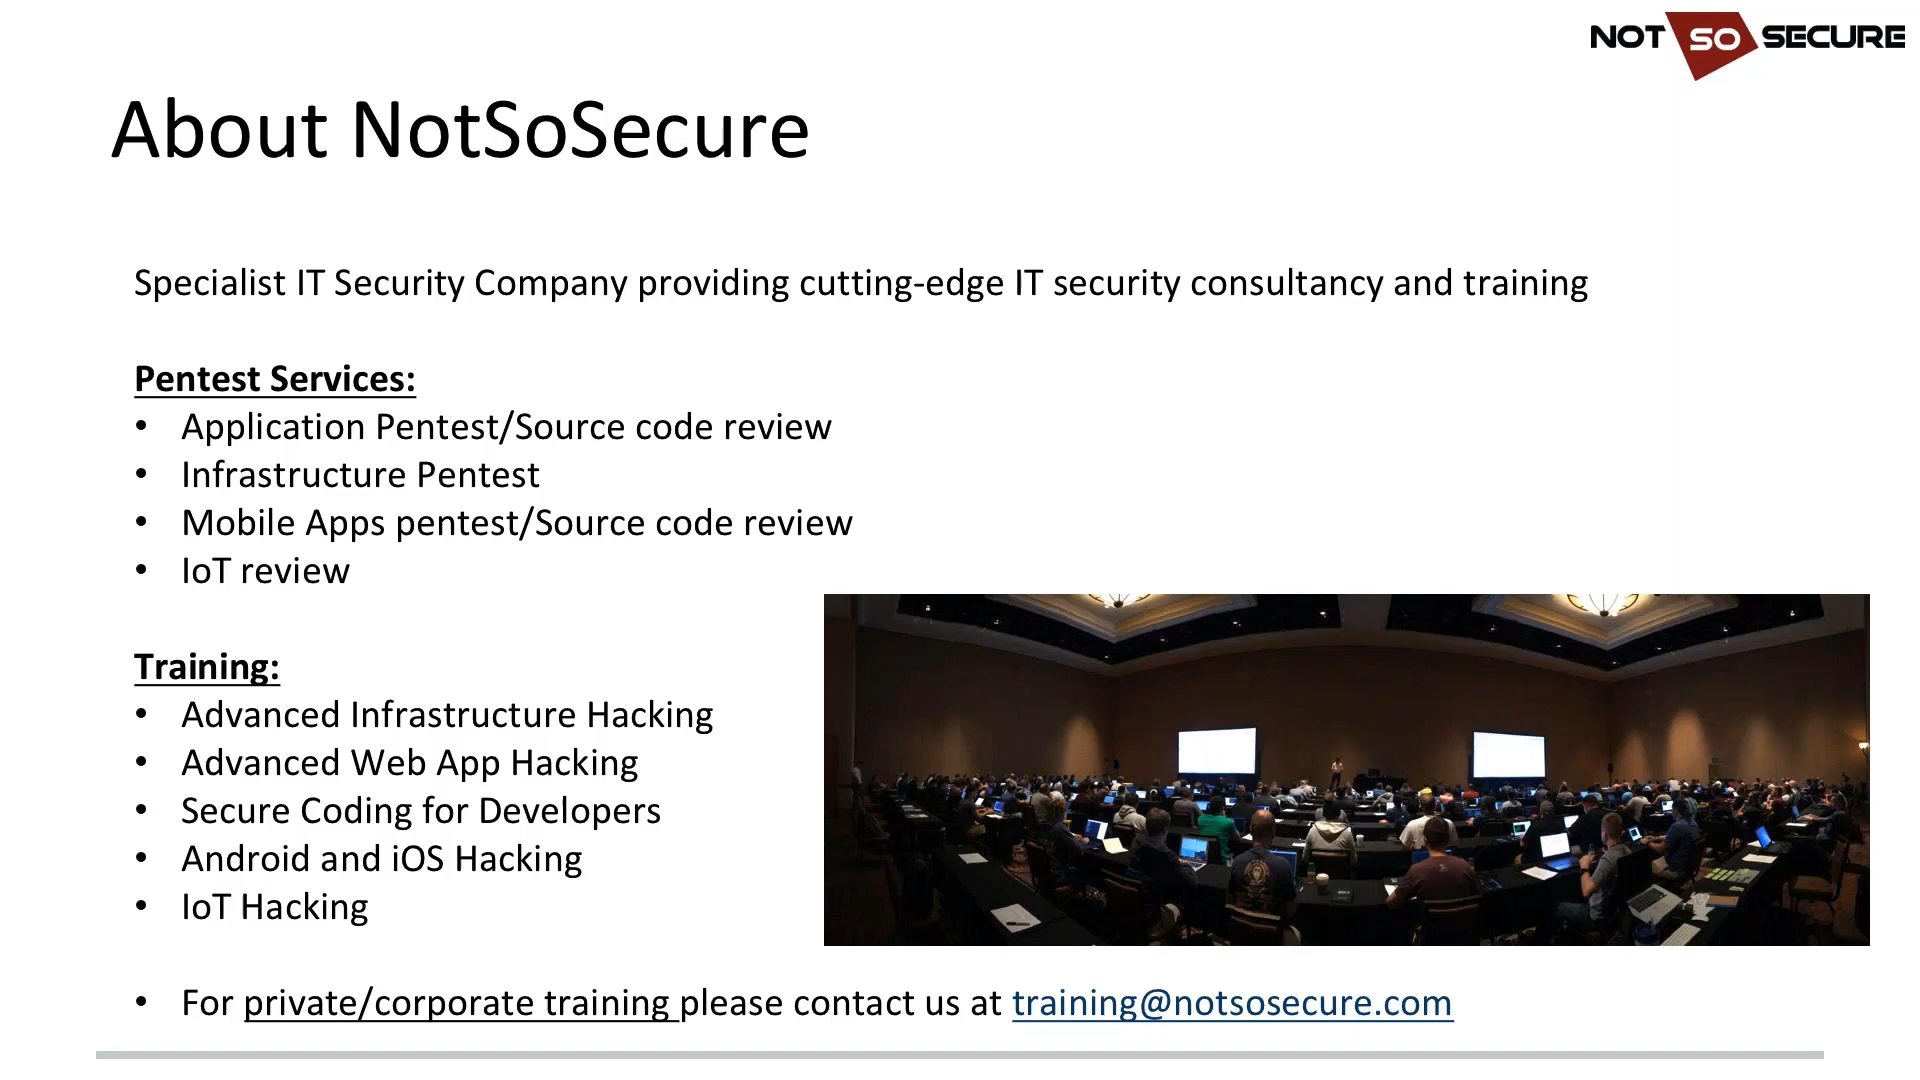 NOT SO SECURE
About NotSoSecure
Specialist IT Security Company providing cutting-edge IT security consultancy and training
Pentest Services:
• Application Pentest/Source code review
• Infrastructure Pentest
• Mobile Apps pentest/Source code review
• IoT review
Training:
• Advanced Infrastructure Hacking
• Advanced Web App Hacking
• Secure Coding for Developers
• Android and iOS Hacking
• IoT Hacking
• For private/corporate training please contact us at training@notsosecure.com